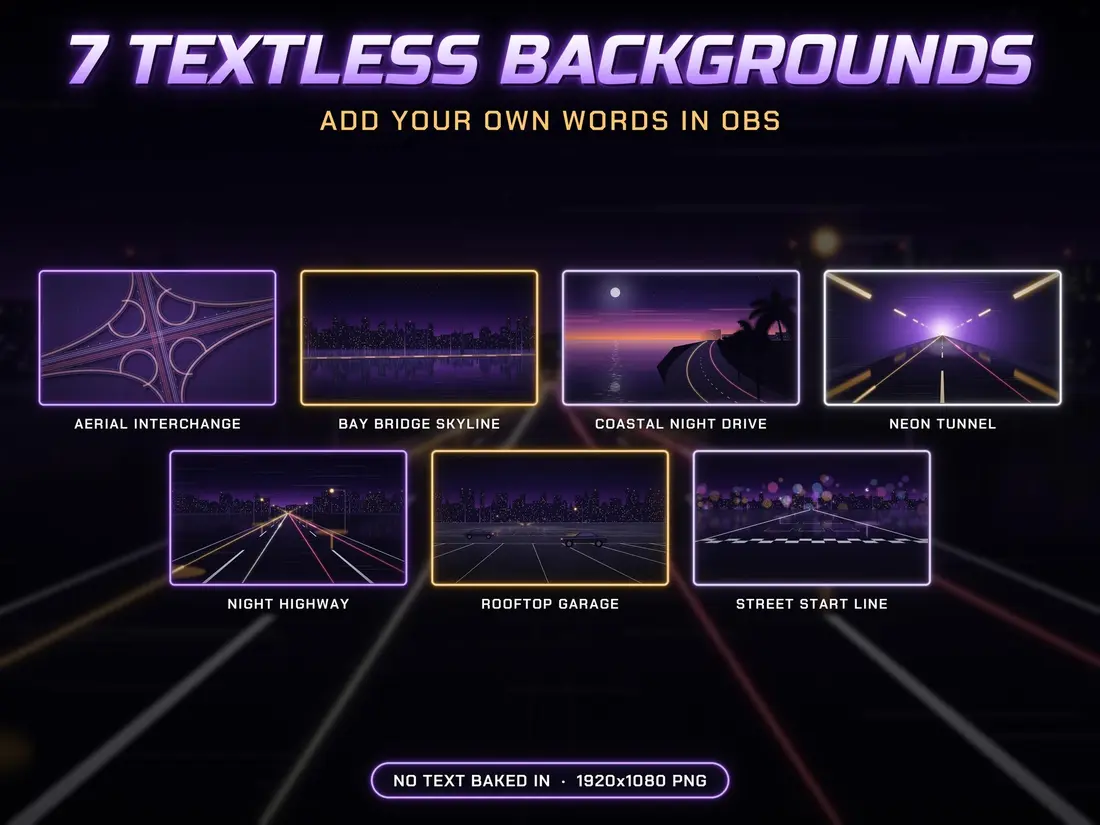 7 TEXTLESS BACKGROUNDS
ADD YOUR OWN WORDS IN OBS
AERIAL INTERCHANGE
BAY BRIDGE SKYLINE
COASTAL NIGHT DRIVE
NEON TUNNEL
NIGHT HIGHWAY
ROOFTOP GARAGE
STREET START LINE
NO TEXT BAKED IN · 1920x1080 PNG